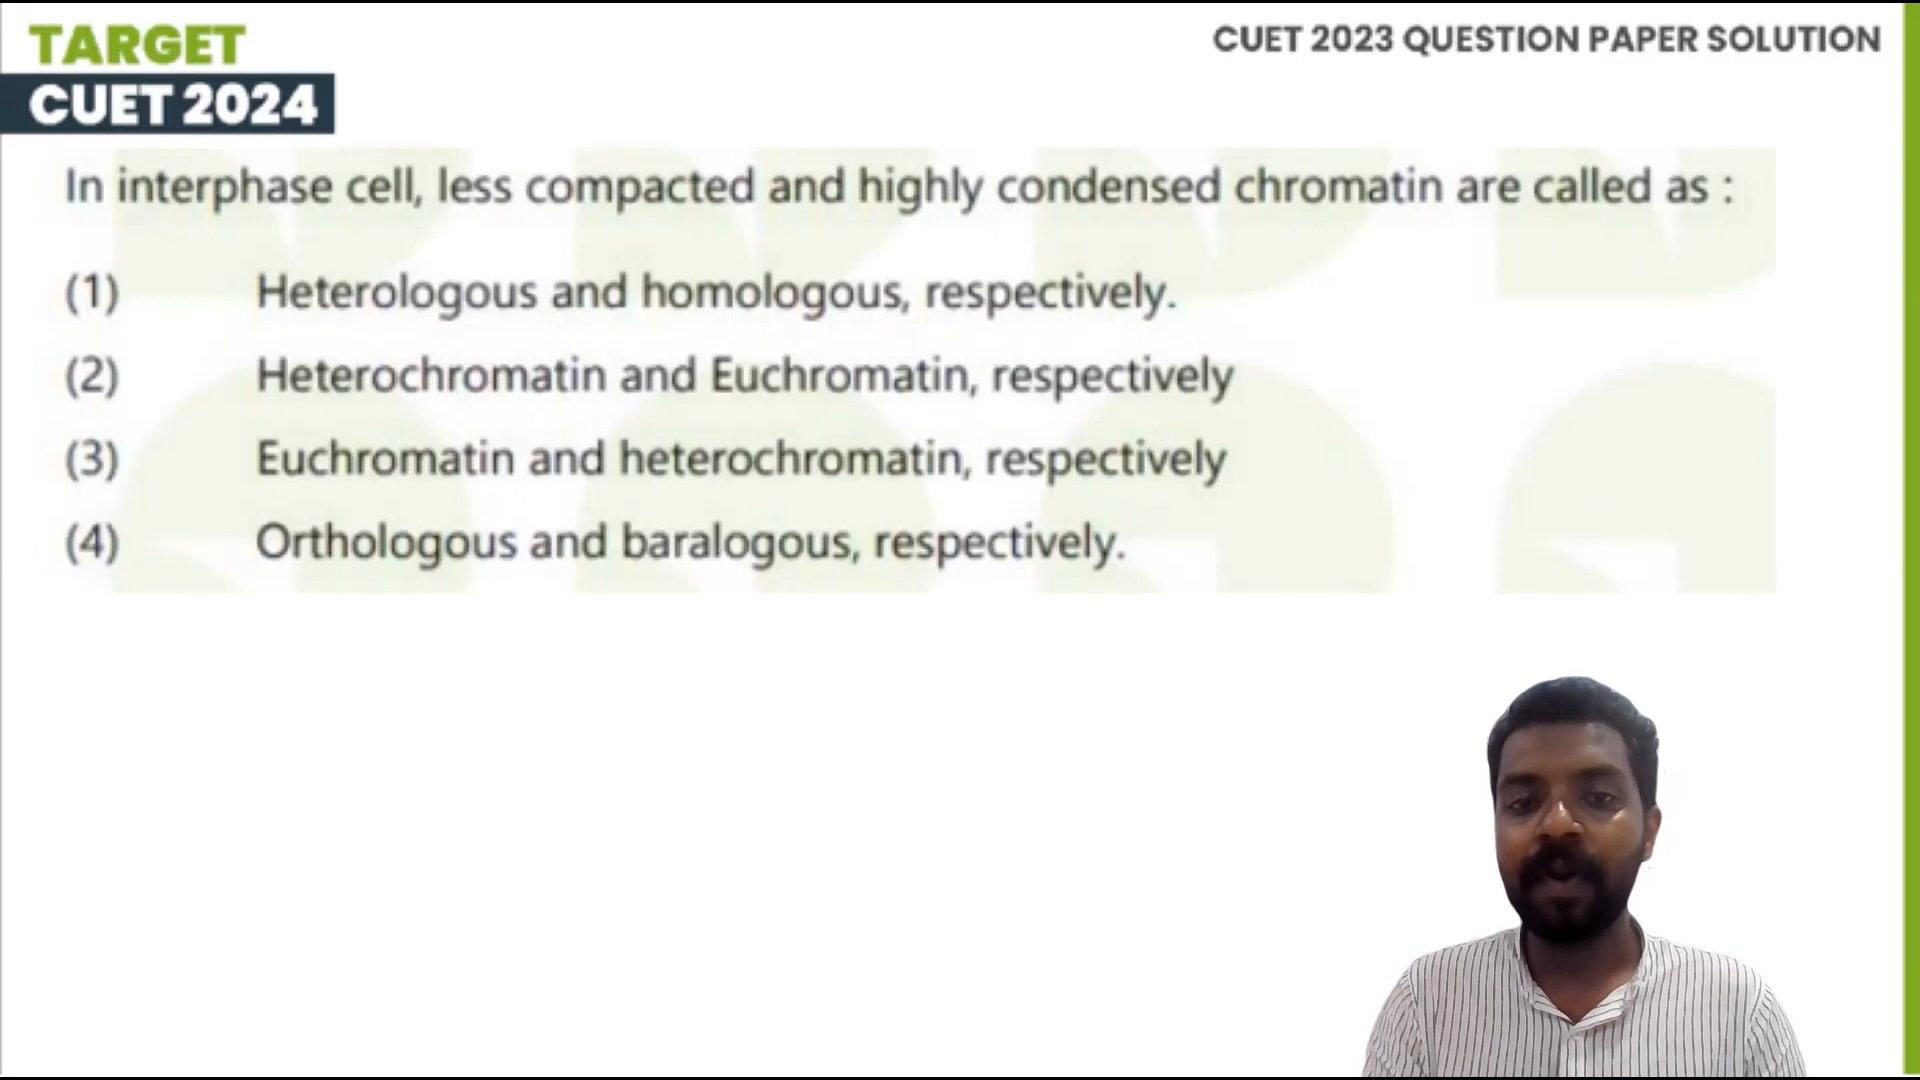 TARGET
CUET 2024
CUET 2023 QUESTION PAPER SOLUTION
In interphase cell, less compacted and highly condensed chromatin are called as :
(1) Heterologous and homologous, respectively.
(2) Heterochromatin and Euchromatin, respectively
(3) Euchromatin and heterochromatin, respectively
(4) Orthologous and baralogous, respectively.